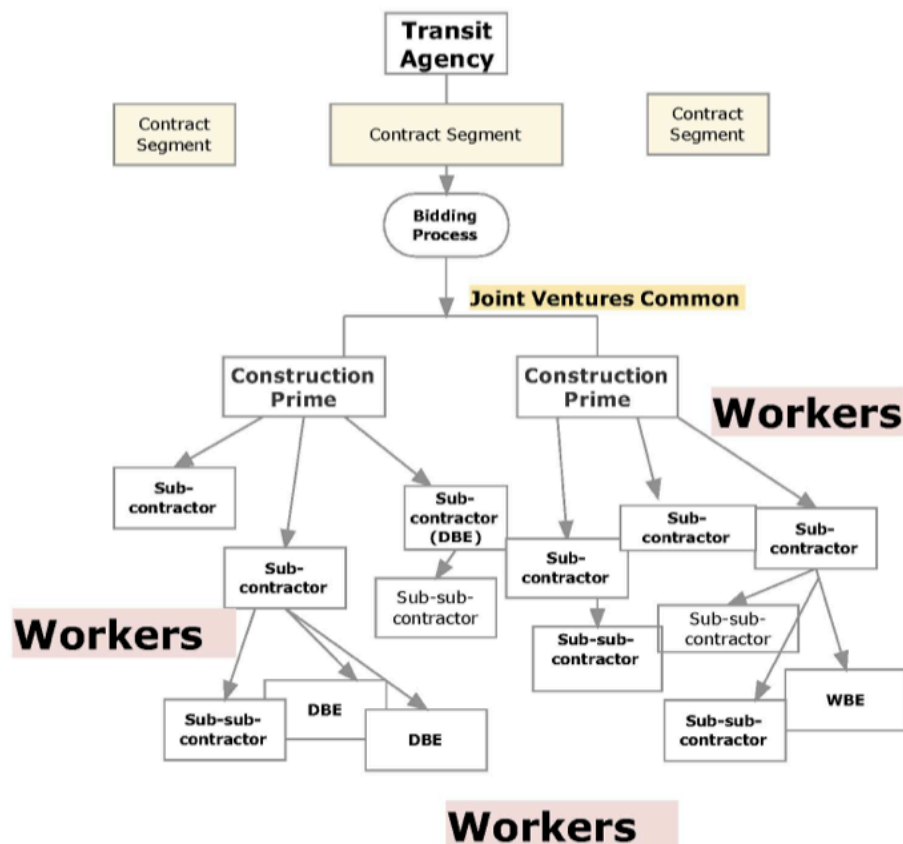 Transit
Agency
Contract
Segment
Contract Segment
Contract
Segment
Bidding
Process
Joint Ventures Common
Construction
Prime
Construction
Prime
Workers
Sub-
contractor
Sub-
contractor
(DBE)
Sub-
contractor
Sub-
contractor
Sub-
contractor
Sub-
contractor
Sub-sub-
contractor
Workers
Sub-sub-
contractor
Sub-sub-
contractor
Sub-sub-
contractor
DBE
DBE
Sub-sub-
contractor
WBE
Workers